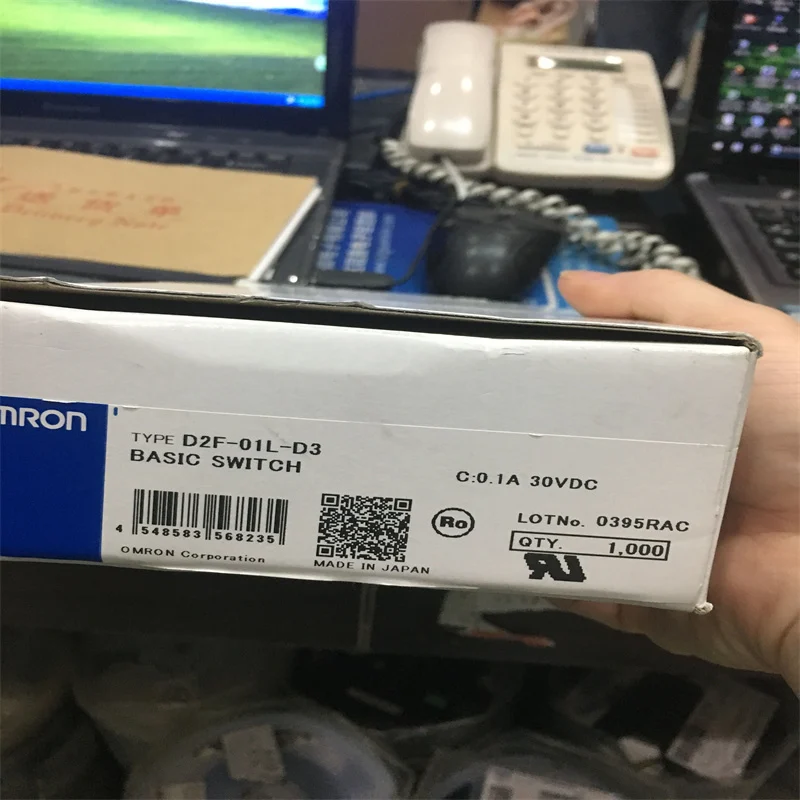 OMRON
TYPE D2F-01L-D3
BASIC SWITCH
C:0.1A 30VDC
4 548583 568235
Ro
LOTNo. 0395RAC
QTY. 1,000
OMRON Corporation
MADE IN JAPAN